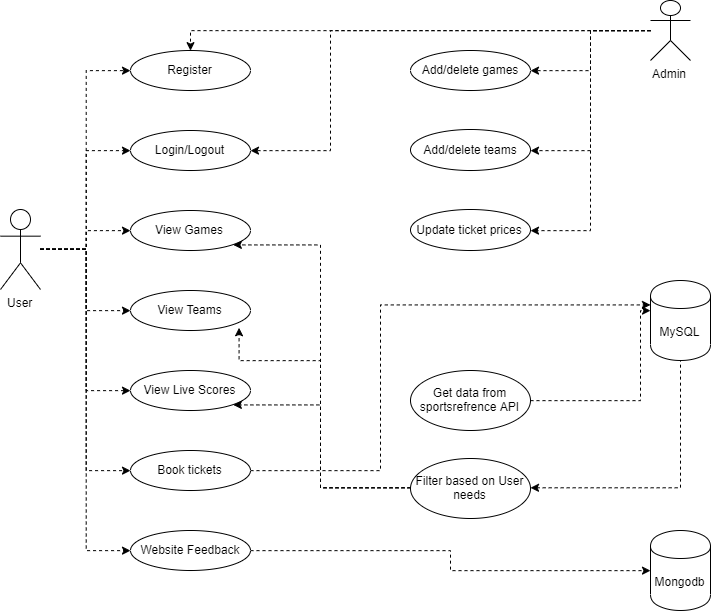 Register
Add/delete games
Admin
Login/Logout
Add/delete teams
View Games
Update ticket prices
User
View Teams
MySQL
View Live Scores
Get data from
sportsrefrence API
Book tickets
Filter based on User
needs
Website Feedback
Mongodb